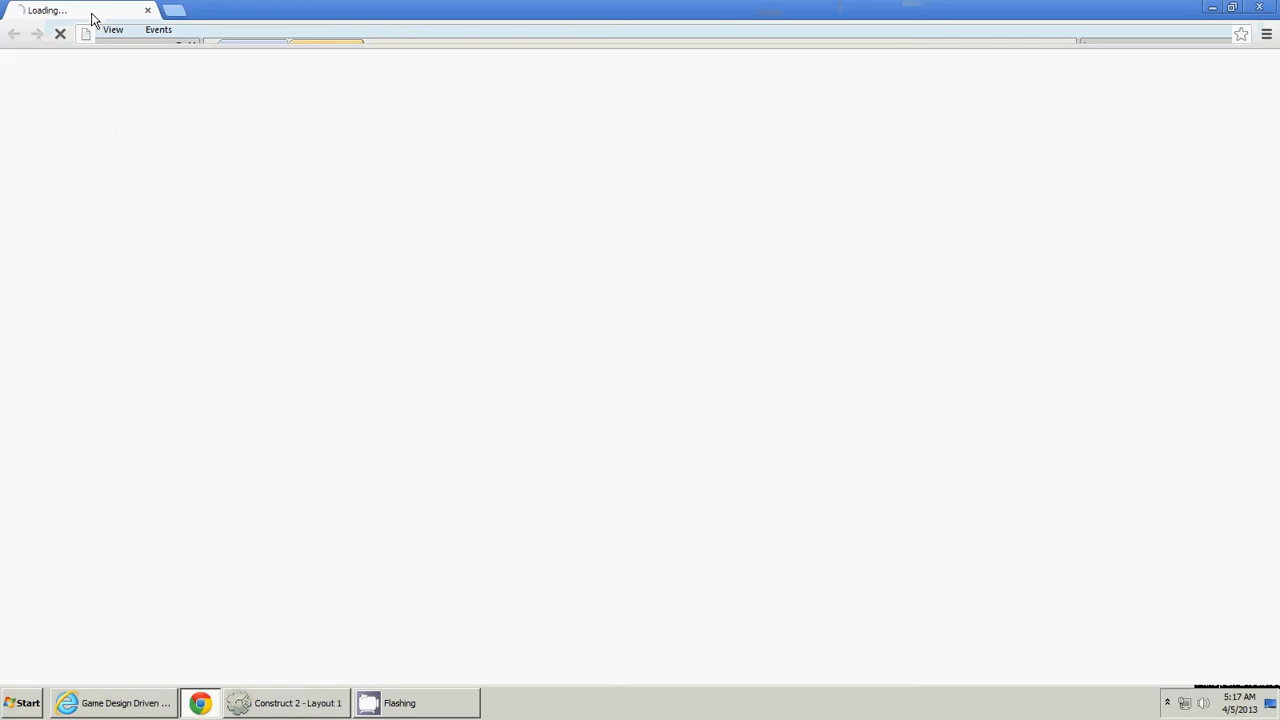 Loading...
View Events
Start
Game Design Driven ...
Construct 2 - Layout 1
Flashing
5:17 AM
4/5/2013